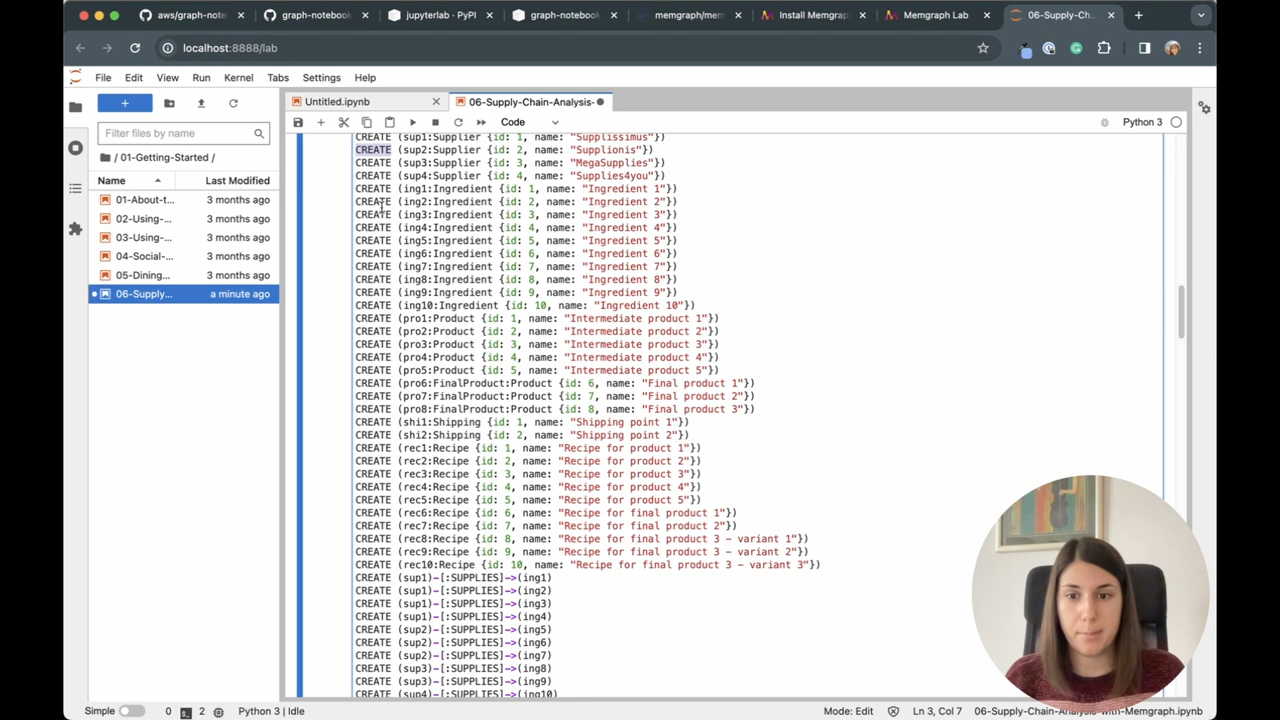 aws/graph-notel
graph-notebook
jupyterlab · PyPI
graph-notebook
memgraph/mem
Install Memgrap
Memgraph Lab
06-Supply-Ch...
localhost:8888/lab
File Edit View Run Kernel Tabs Settings Help
Untitled.ipynb
06-Supply-Chain-Analysis-
Filter files by name
Code
Python 3
/ 01-Getting-Started /
Name Last Modified
01-About-t... 3 months ago
02-Using-... 3 months ago
03-Using-... 3 months ago
04-Social-... 3 months ago
05-Dining... 3 months ago
06-Supply... a minute ago
CREATE (sup1:Supplier {id: 1, name: "Supplissimus"})
CREATE (sup2:Supplier {id: 2, name: "Supplionis"})
CREATE (sup3:Supplier {id: 3, name: "MegaSupplies"})
CREATE (sup4:Supplier {id: 4, name: "Supplies4you"})
CREATE (ing1:Ingredient {id: 1, name: "Ingredient 1"})
CREATE (ing2:Ingredient {id: 2, name: "Ingredient 2"})
CREATE (ing3:Ingredient {id: 3, name: "Ingredient 3"})
CREATE (ing4:Ingredient {id: 4, name: "Ingredient 4"})
CREATE (ing5:Ingredient {id: 5, name: "Ingredient 5"})
CREATE (ing6:Ingredient {id: 6, name: "Ingredient 6"})
CREATE (ing7:Ingredient {id: 7, name: "Ingredient 7"})
CREATE (ing8:Ingredient {id: 8, name: "Ingredient 8"})
CREATE (ing9:Ingredient {id: 9, name: "Ingredient 9"})
CREATE (ing10:Ingredient {id: 10, name: "Ingredient 10"})
CREATE (pro1:Product {id: 1, name: "Intermediate product 1"})
CREATE (pro2:Product {id: 2, name: "Intermediate product 2"})
CREATE (pro3:Product {id: 3, name: "Intermediate product 3"})
CREATE (pro4:Product {id: 4, name: "Intermediate product 4"})
CREATE (pro5:Product {id: 5, name: "Intermediate product 5"})
CREATE (pro6:FinalProduct:Product {id: 6, name: "Final product 1"})
CREATE (pro7:FinalProduct:Product {id: 7, name: "Final product 2"})
CREATE (pro8:FinalProduct:Product {id: 8, name: "Final product 3"})
CREATE (shi1:Shipping {id: 1, name: "Shipping point 1"})
CREATE (shi2:Shipping {id: 2, name: "Shipping point 2"})
CREATE (rec1:Recipe {id: 1, name: "Recipe for product 1"})
CREATE (rec2:Recipe {id: 2, name: "Recipe for product 2"})
CREATE (rec3:Recipe {id: 3, name: "Recipe for product 3"})
CREATE (rec4:Recipe {id: 4, name: "Recipe for product 4"})
CREATE (rec5:Recipe {id: 5, name: "Recipe for product 5"})
CREATE (rec6:Recipe {id: 6, name: "Recipe for final product 1"})
CREATE (rec7:Recipe {id: 7, name: "Recipe for final product 2"})
CREATE (rec8:Recipe {id: 8, name: "Recipe for final product 3 - variant 1"})
CREATE (rec9:Recipe {id: 9, name: "Recipe for final product 3 - variant 2"})
CREATE (rec10:Recipe {id: 10, name: "Recipe for final product 3 - variant 3"})
CREATE (sup1)-[:SUPPLIES]->(ing1)
CREATE (sup1)-[:SUPPLIES]->(ing2)
CREATE (sup1)-[:SUPPLIES]->(ing3)
CREATE (sup1)-[:SUPPLIES]->(ing4)
CREATE (sup2)-[:SUPPLIES]->(ing5)
CREATE (sup2)-[:SUPPLIES]->(ing6)
CREATE (sup2)-[:SUPPLIES]->(ing7)
CREATE (sup3)-[:SUPPLIES]->(ing8)
CREATE (sup3)-[:SUPPLIES]->(ing9)
CREATE (sup4)-[:SUPPLIES]->(ing10)
Simple 0 2 Python 3 | Idle Mode: Edit Ln 3, Col 7 06-Supply-Chain-Analysis-with-Memgraph.ipynb